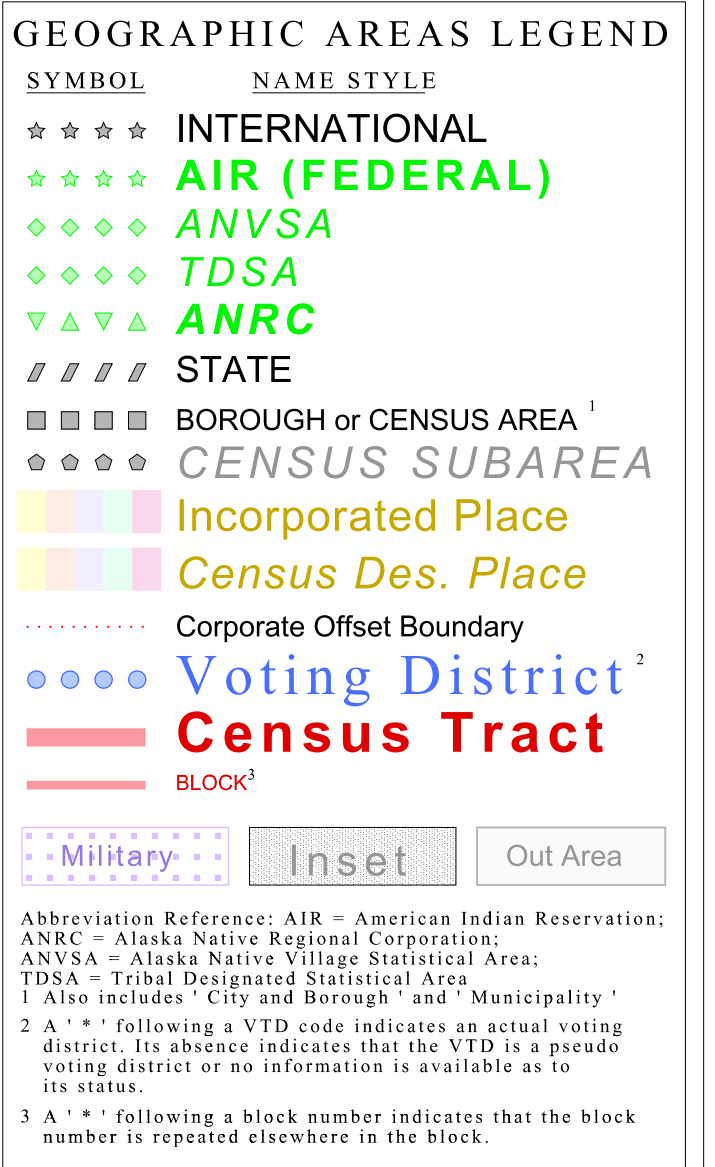 GEOGRAPHIC AREAS LEGEND
SYMBOL NAME STYLE
INTERNATIONAL
AIR (FEDERAL)
ANVSA
TDSA
ANRC
STATE
BOROUGH or CENSUS AREA 1
CENSUS SUBAREA
Incorporated Place
Census Des. Place
Corporate Offset Boundary
Voting District 2
Census Tract
BLOCK3
Military Inset Out Area
Abbreviation Reference: AIR = American Indian Reservation;
ANRC = Alaska Native Regional Corporation;
ANVSA = Alaska Native Village Statistical Area;
TDSA = Tribal Designated Statistical Area
1 Also includes ' City and Borough ' and ' Municipality '
2 A ' * ' following a VTD code indicates an actual voting
district. Its absence indicates that the VTD is a pseudo
voting district or no information is available as to
its status.
3 A ' * ' following a block number indicates that the block
number is repeated elsewhere in the block.